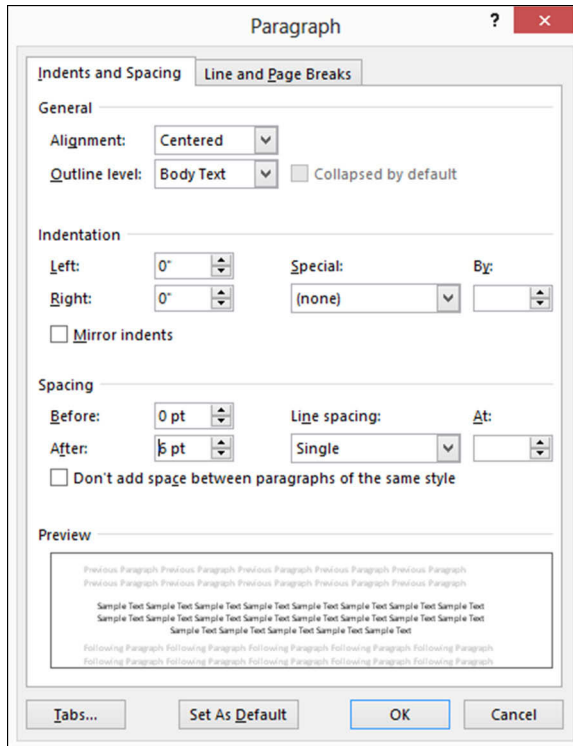 Paragraph ?
Indents and Spacing Line and Page Breaks
General
Alignment: Centered
Outline level: Body Text Collapsed by default
Indentation
Left: 0" Special: By:
Right: 0" (none)
Mirror indents
Spacing
Before: 0 pt Line spacing: At:
After: 6 pt Single
Don't add space between paragraphs of the same style
Preview
Previous Paragraph Previous Paragraph Previous Paragraph Previous Paragraph Previous Paragraph
Previous Paragraph Previous Paragraph Previous Paragraph Previous Paragraph Previous Paragraph
Sample Text Sample Text Sample Text Sample Text Sample Text Sample Text Sample Text Sample Text
Sample Text Sample Text Sample Text Sample Text Sample Text Sample Text Sample Text Sample Text
Sample Text Sample Text Sample Text Sample Text Sample Text
Following Paragraph Following Paragraph Following Paragraph Following Paragraph Following Paragraph
Following Paragraph Following Paragraph Following Paragraph Following Paragraph Following Paragraph
Tabs... Set As Default OK Cancel